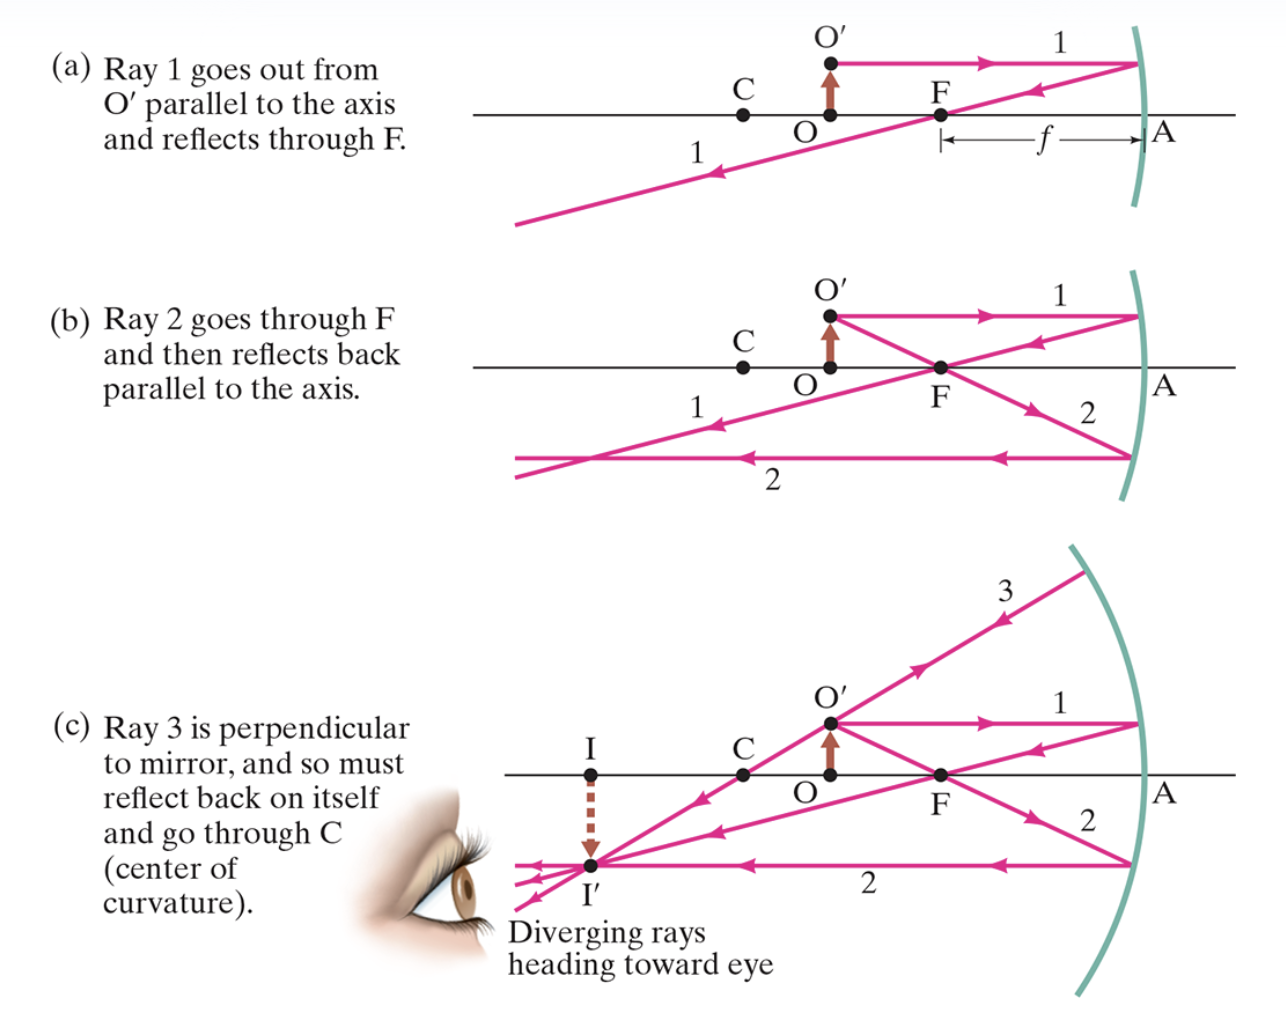 (a) Ray 1 goes out from
O′ parallel to the axis
and reflects through F.
O′
1
C
F
O
f
A
1
(b) Ray 2 goes through F
and then reflects back
parallel to the axis.
O′
1
C
O
F
A
1
2
2
(c) Ray 3 is perpendicular
to mirror, and so must
reflect back on itself
and go through C
(center of
curvature).
3
O′
1
I
C
O
F
A
2
2
I′
Diverging rays
heading toward eye